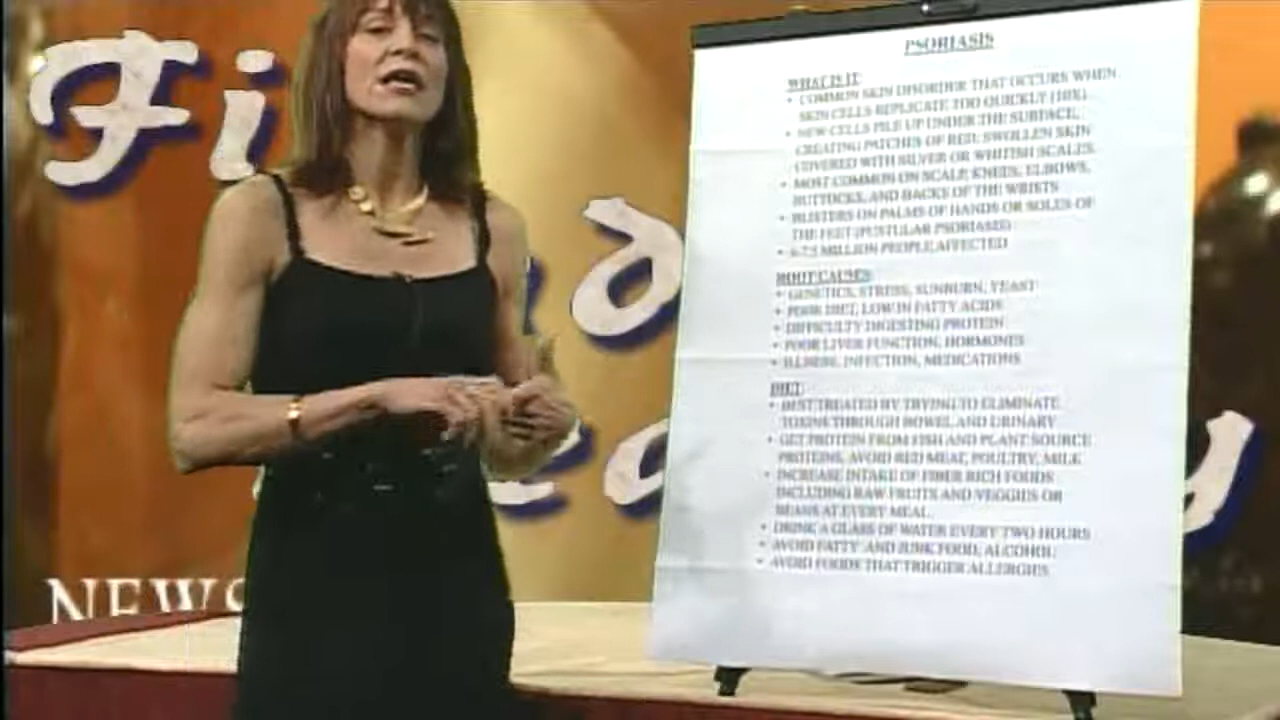 Fi
d
y
NEWS
PSORIASIS
WHAT IS IT:
• COMMON SKIN DISORDER THAT OCCURS WHEN
SKIN CELLS REPLICATE TOO QUICKLY (10X).
• NEW CELLS PILE UP UNDER THE SURFACE,
CREATING PATCHES OF RED, SWOLLEN SKIN
COVERED WITH SILVER OR WHITISH SCALES.
• MOST COMMON ON SCALP, KNEES, ELBOWS,
BUTTOCKS, AND BACKS OF THE WRISTS
• BLISTERS ON PALMS OF HANDS OR SOLES OF
THE FEET (PUSTULAR PSORIASIS)
• 6-7.5 MILLION PEOPLE AFFECTED
ROOT CAUSES:
• GENETICS, STRESS, SUNBURN, YEAST
• POOR DIET, LOW IN FATTY ACIDS
• DIFFICULTY DIGESTING PROTEIN
• POOR LIVER FUNCTION, HORMONES
• ILLNESS, INFECTION, MEDICATIONS
DIET:
• BEST TREATED BY TRYING TO ELIMINATE
TOXINS THROUGH BOWEL AND URINARY
• GET PROTEIN FROM FISH AND PLANT SOURCE
PROTEINS, AVOID RED MEAT, POULTRY, MILK
• INCREASE INTAKE OF FIBER RICH FOODS
INCLUDING RAW FRUITS AND VEGGIES OR
BEANS AT EVERY MEAL.
• DRINK A GLASS OF WATER EVERY TWO HOURS
• AVOID FATTY AND JUNK FOOD, ALCOHOL
• AVOID FOODS THAT TRIGGER ALLERGIES